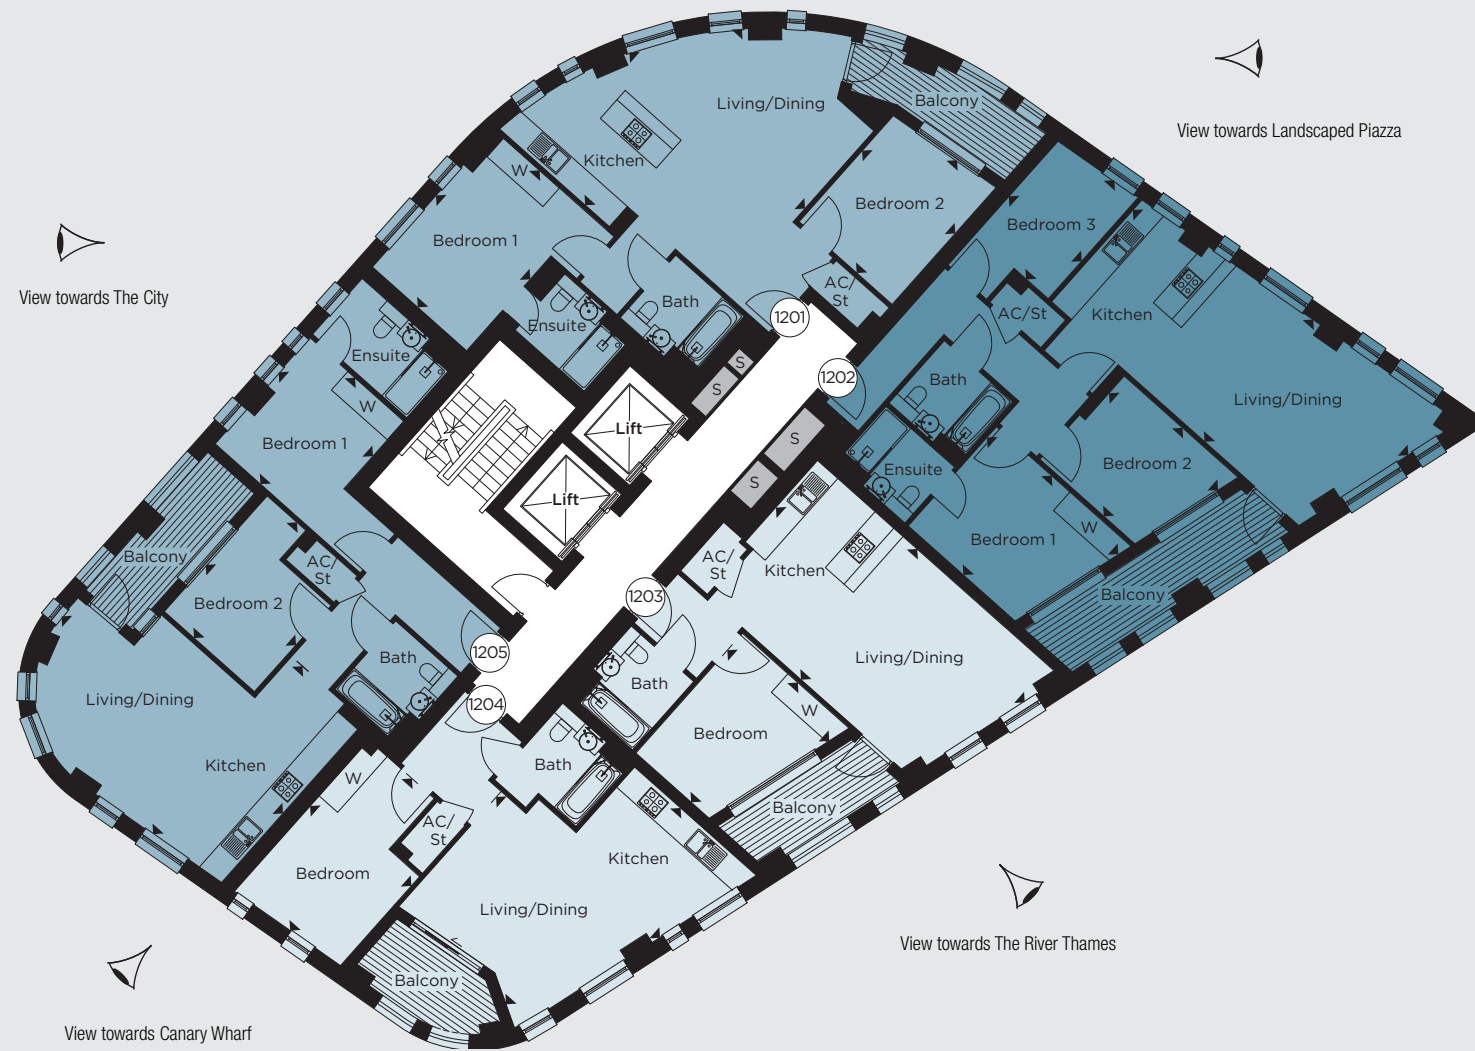 Living/Dining
Balcony
View towards Landscaped Piazza
Kitchen
W
Bedroom 2
Bedroom 1
Bedroom 3
View towards The City
AC/
St
Bath
Ensuite
1201
AC/St
Kitchen
1202
Bath
Living/Dining
Ensuite
W
S
S
Lift
Bedroom 1
S
S
Lift
Ensuite
Bedroom 2
W
Bedroom 1
Balcony
Balcony
AC/
St
Bedroom 2
AC/
St
Kitchen
1203
1205
Bath
Living/Dining
Bath
Living/Dining
1204
W
Bedroom
Kitchen
W
Bath
Balcony
AC/
St
Kitchen
Bedroom
Living/Dining
View towards The River Thames
Balcony
View towards Canary Wharf